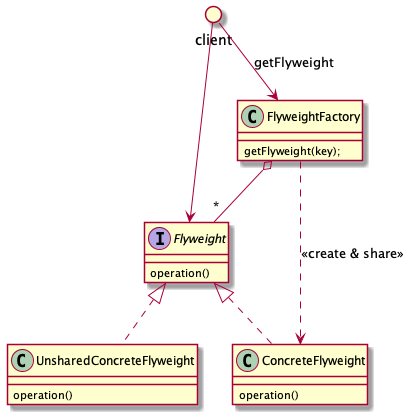 client
getFlyweight
C FlyweightFactory
getFlyweight(key);
*
I Flyweight
operation()
«create & share»
C UnsharedConcreteFlyweight
operation()
C ConcreteFlyweight
operation()